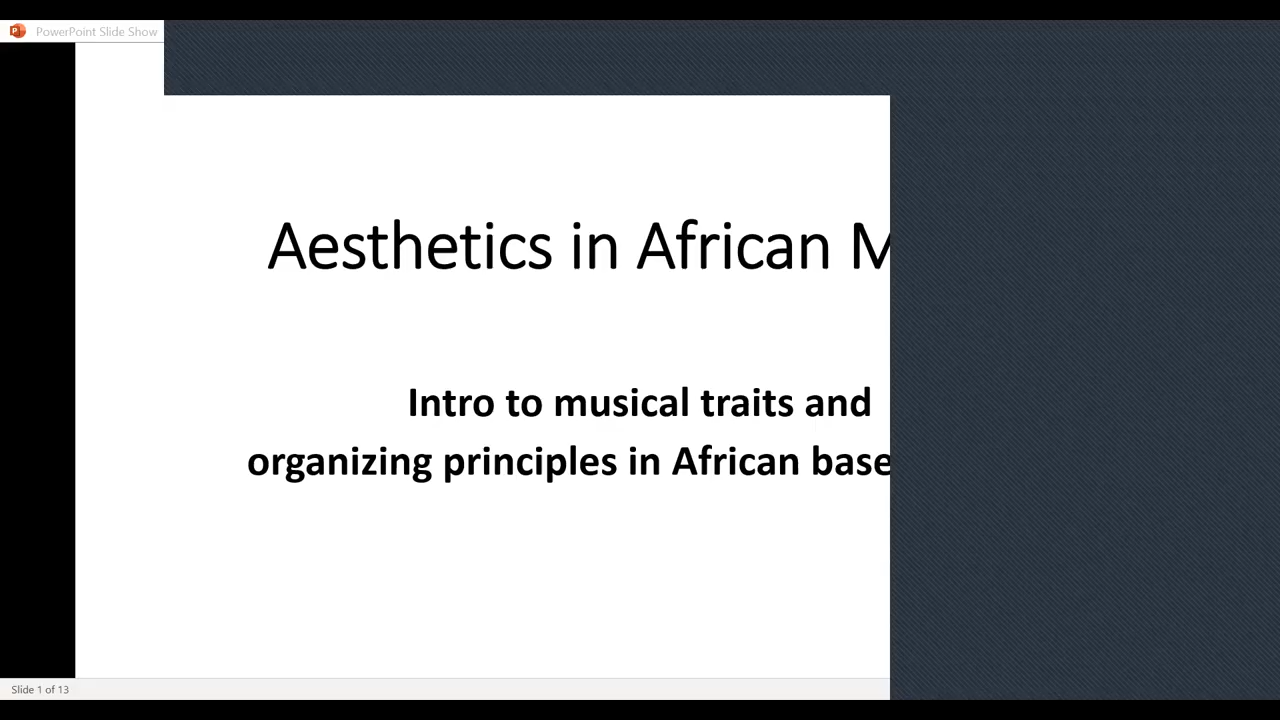 PowerPoint Slide Show
Aesthetics in African M
Intro to musical traits and
organizing principles in African base
Slide 1 of 13